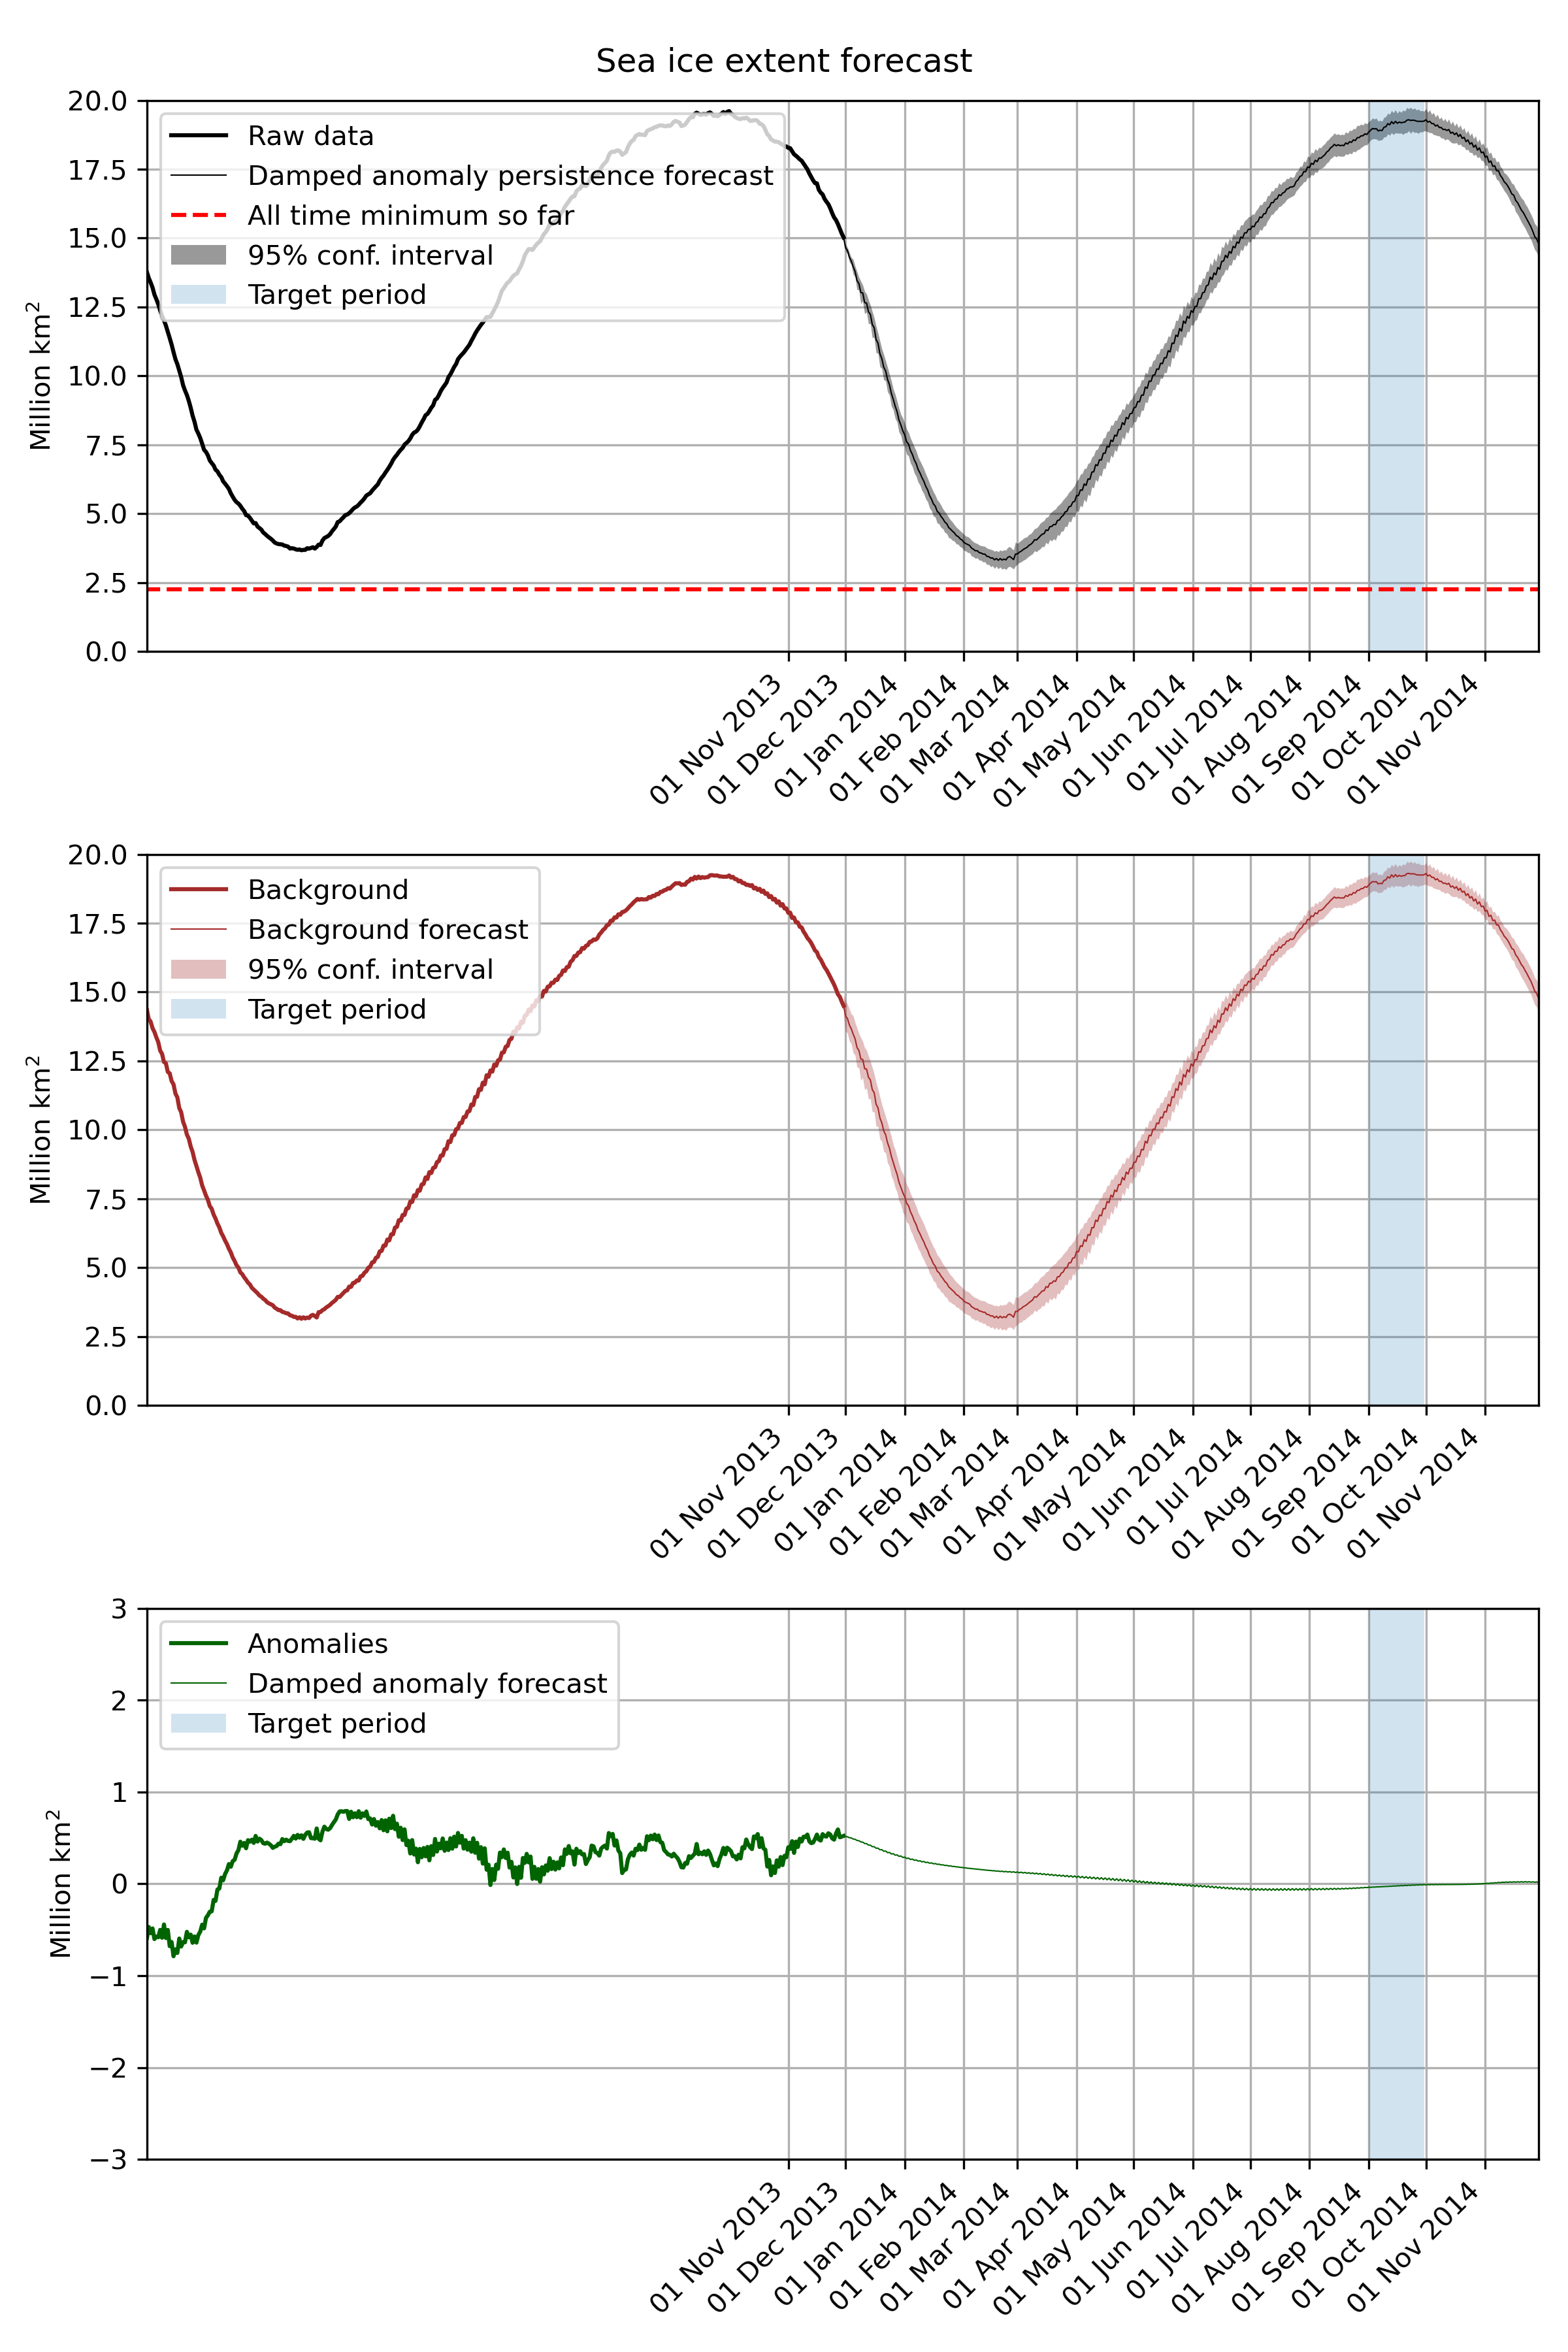 Sea ice extent forecast
20.0
17.5
15.0
12.5
10.0
7.5
5.0
2.5
0.0
Million km²
Raw data
Damped anomaly persistence forecast
All time minimum so far
95% conf. interval
Target period
01 Nov 2013
01 Dec 2013
01 Jan 2014
01 Feb 2014
01 Mar 2014
01 Apr 2014
01 May 2014
01 Jun 2014
01 Jul 2014
01 Aug 2014
01 Sep 2014
01 Oct 2014
01 Nov 2014
20.0
17.5
15.0
12.5
10.0
7.5
5.0
2.5
0.0
Million km²
Background
Background forecast
95% conf. interval
Target period
01 Nov 2013
01 Dec 2013
01 Jan 2014
01 Feb 2014
01 Mar 2014
01 Apr 2014
01 May 2014
01 Jun 2014
01 Jul 2014
01 Aug 2014
01 Sep 2014
01 Oct 2014
01 Nov 2014
3
2
1
0
−1
−2
−3
Million km²
Anomalies
Damped anomaly forecast
Target period
01 Nov 2013
01 Dec 2013
01 Jan 2014
01 Feb 2014
01 Mar 2014
01 Apr 2014
01 May 2014
01 Jun 2014
01 Jul 2014
01 Aug 2014
01 Sep 2014
01 Oct 2014
01 Nov 2014